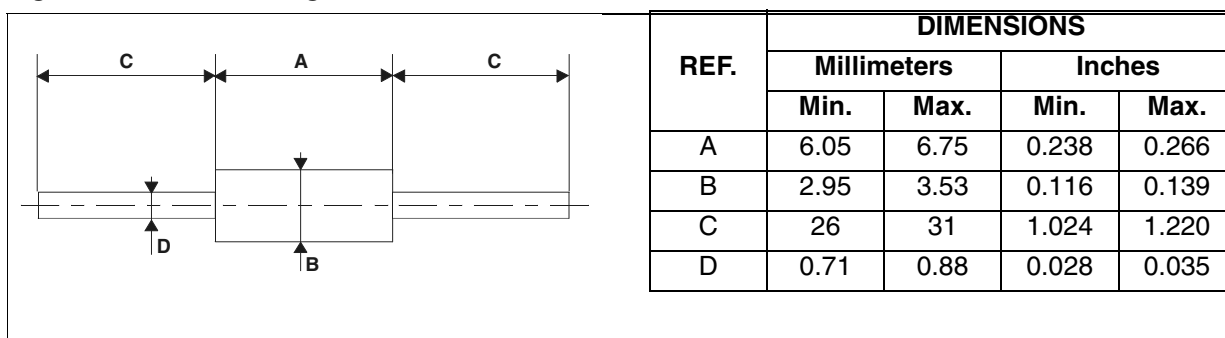 C A C
D
B
REF. DIMENSIONS
Millimeters Inches
Min. Max. Min. Max.
A 6.05 6.75 0.238 0.266
B 2.95 3.53 0.116 0.139
C 26 31 1.024 1.220
D 0.71 0.88 0.028 0.035